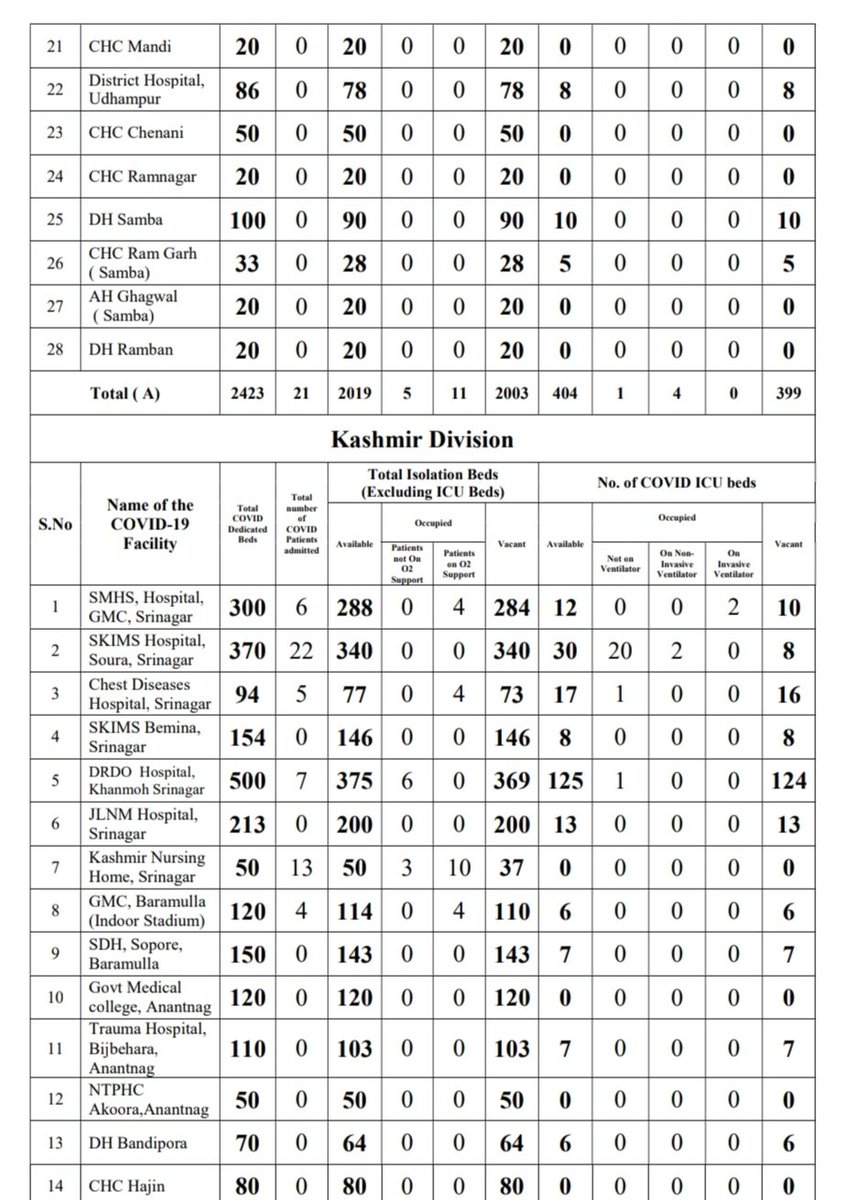 21 CHC Mandi 20 0 20 0 0 20 0 0 0 0 0
22 District Hospital, Udhampur 86 0 78 0 0 78 8 0 0 0 8
23 CHC Chenani 50 0 50 0 0 50 0 0 0 0 0
24 CHC Ramnagar 20 0 20 0 0 20 0 0 0 0 0
25 DH Samba 100 0 90 0 0 90 10 0 0 0 10
26 CHC Ram Garh ( Samba) 33 0 28 0 0 28 5 0 0 0 5
27 AH Ghagwal ( Samba) 20 0 20 0 0 20 0 0 0 0 0
28 DH Ramban 20 0 20 0 0 20 0 0 0 0 0
Total ( A) 2423 21 2019 5 11 2003 404 1 4 0 399
Kashmir Division
S.No
Name of the COVID-19 Facility
Total COVID Dedicated Beds
Total number of COVID Patients admitted
Total Isolation Beds (Excluding ICU Beds)
No. of COVID ICU beds
Available
Occupied
Patients not On O2 Support
Patients on O2 Support
Vacant
Available
Occupied
Not on Ventilator
On Non-Invasive Ventilator
On Invasive Ventilator
Vacant
1 SMHS, Hospital, GMC, Srinagar 300 6 288 0 4 284 12 0 0 2 10
2 SKIMS Hospital, Soura, Srinagar 370 22 340 0 0 340 30 20 2 0 8
3 Chest Diseases Hospital, Srinagar 94 5 77 0 4 73 17 1 0 0 16
4 SKIMS Bemina, Srinagar 154 0 146 0 0 146 8 0 0 0 8
5 DRDO Hospital, Khanmoh Srinagar 500 7 375 6 0 369 125 1 0 0 124
6 JLNM Hospital, Srinagar 213 0 200 0 0 200 13 0 0 0 13
7 Kashmir Nursing Home, Srinagar 50 13 50 3 10 37 0 0 0 0 0
8 GMC, Baramulla (Indoor Stadium) 120 4 114 0 4 110 6 0 0 0 6
9 SDH, Sopore, Baramulla 150 0 143 0 0 143 7 0 0 0 7
10 Govt Medical college, Anantnag 120 0 120 0 0 120 0 0 0 0 0
11 Trauma Hospital, Bijbehara, Anantnag 110 0 103 0 0 103 7 0 0 0 7
12 NTPHC Akoora,Anantnag 50 0 50 0 0 50 0 0 0 0 0
13 DH Bandipora 70 0 64 0 0 64 6 0 0 0 6
14 CHC Hajin 80 0 80 0 0 80 0 0 0 0 0